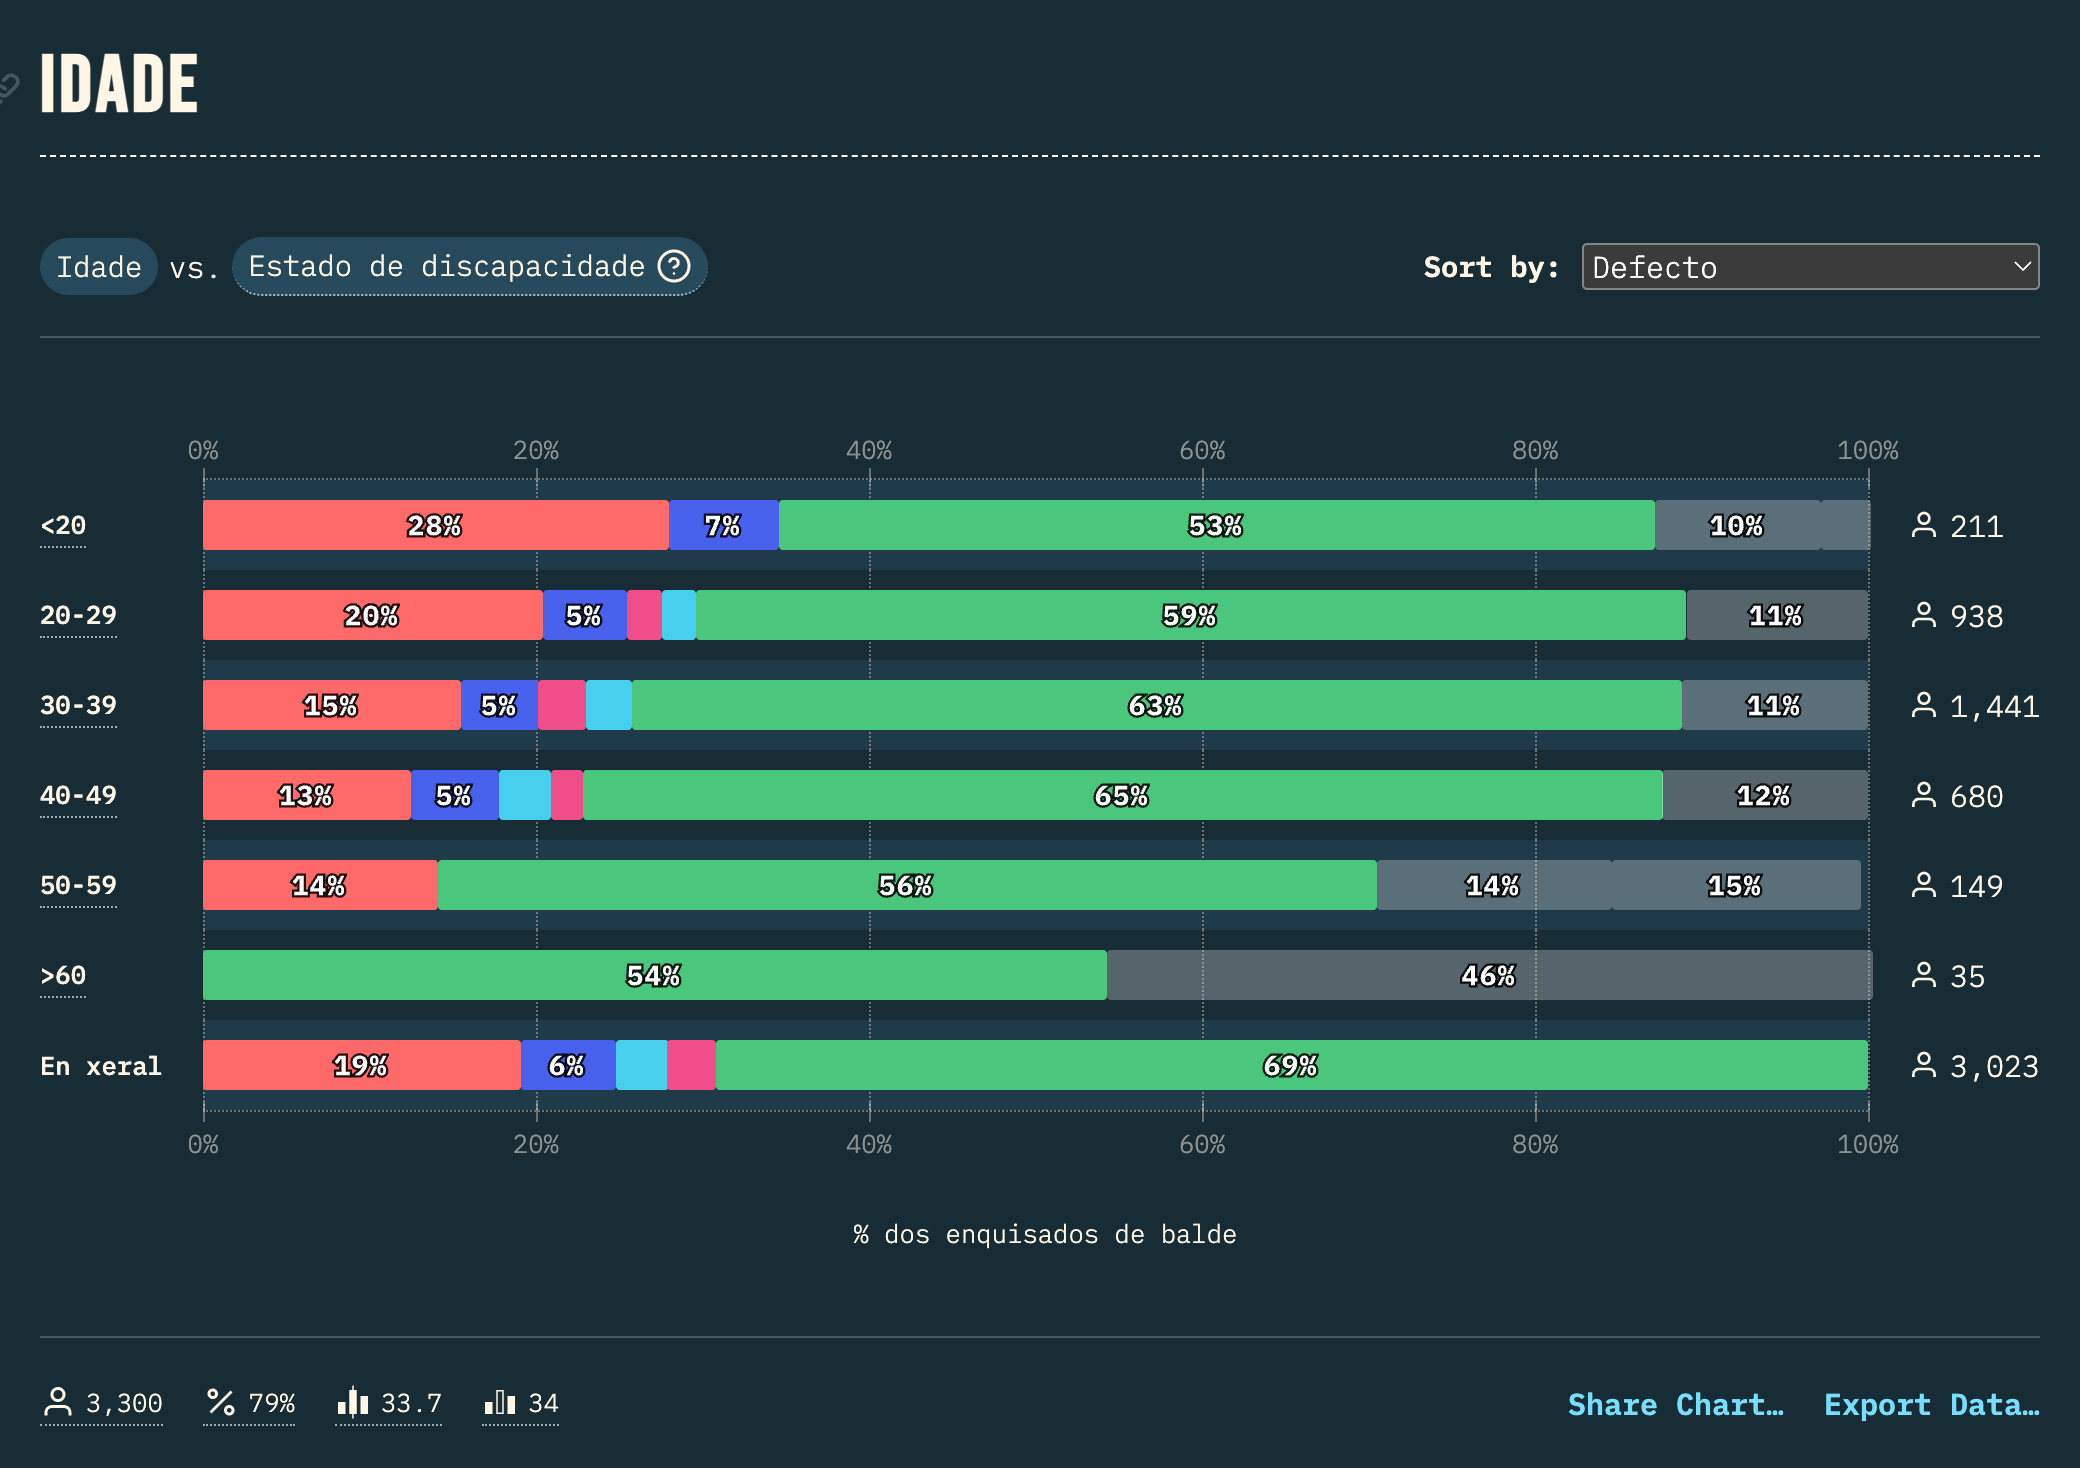 IDADE
Idade vs. Estado de discapacidade ?
Sort by: Defecto
0% 20% 40% 60% 80% 100%
<20 28% 7% 53% 10% 211
20-29 20% 5% 59% 11% 938
30-39 15% 5% 63% 11% 1,441
40-49 13% 5% 65% 12% 680
50-59 14% 56% 14% 15% 149
>60 54% 46% 35
En xeral 19% 6% 69% 3,023
0% 20% 40% 60% 80% 100%
% dos enquisados de balde
3,300 % 79% 33.7 34
Share Chart… Export Data…